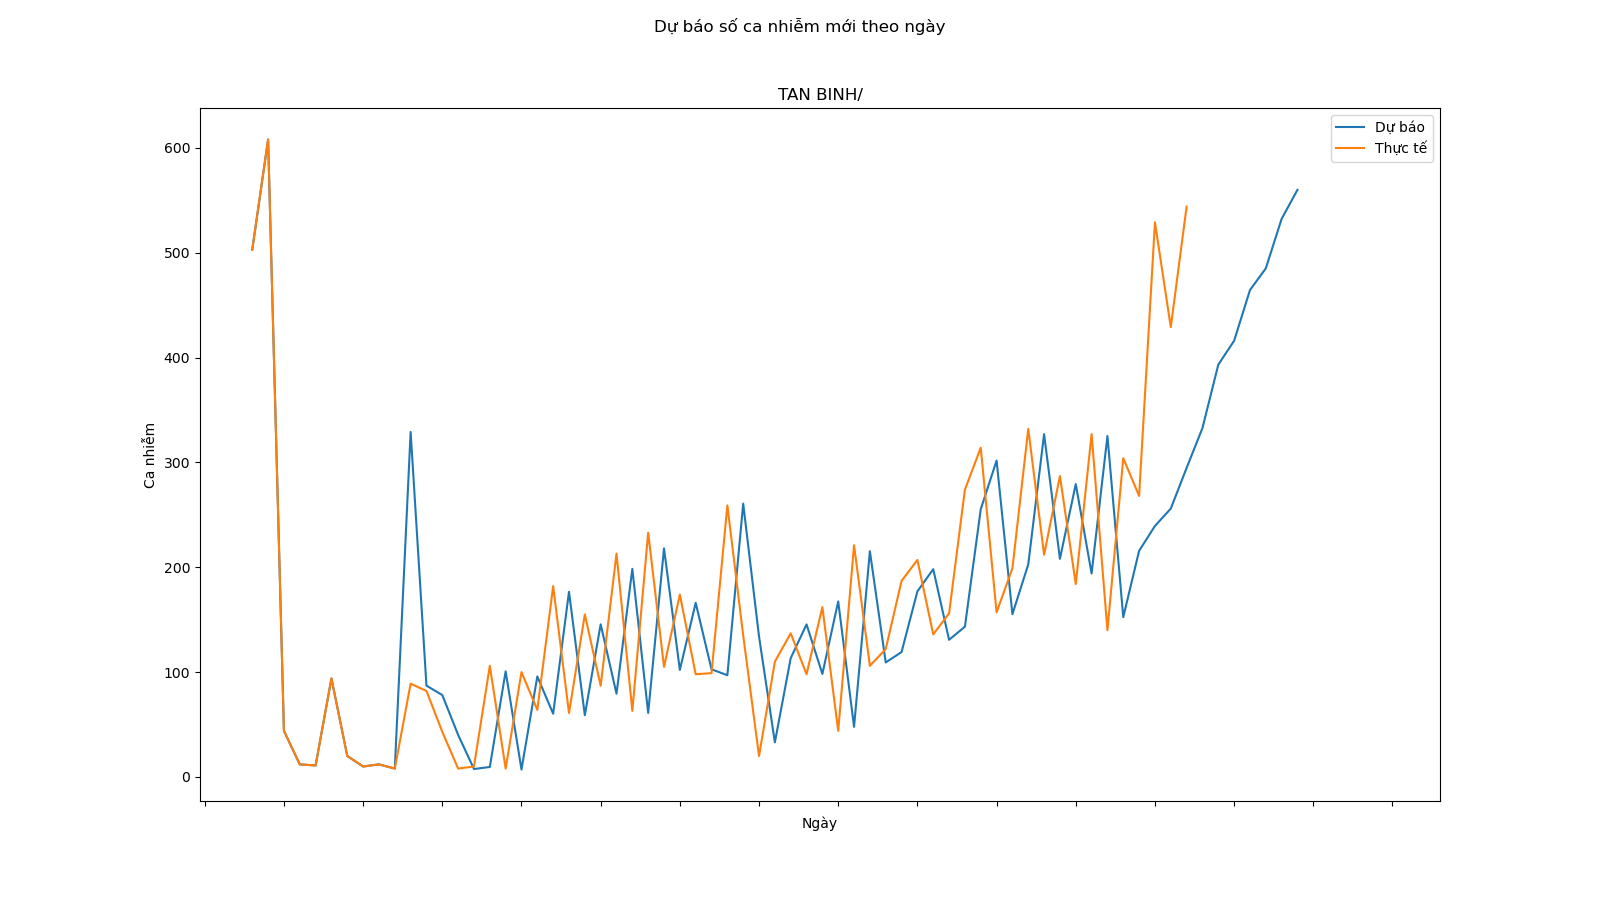 Dự báo số ca nhiễm mới theo ngày
TAN BINH/
Dự báo
Thực tế
600
500
400
300
200
100
0
Ca nhiễm
Ngày